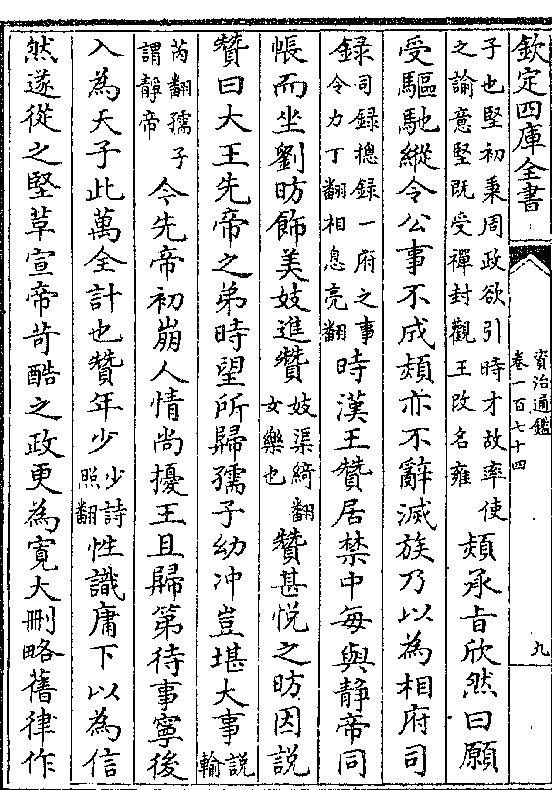 欽定四庫全書
資治通鑑
卷一百七十四
九
子也堅初秉周政欲引時才故率使
之諭意堅既受禪封觀王改名雍
熲承㫖欣然曰願
受驅馳縱令公事不成熲亦不辭滅族乃以為相府司
録
司録摠録一府之事
令力丁翻相息亮翻
時漢王贊居禁中每與静帝同
帳而坐劉昉飾美妓進贊
妓渠綺翻
女樂也
贊甚悦之昉因説
贊曰大王先帝之弟時望所歸孺子幼冲豈堪大事
説
輸
芮翻孺子
謂靜帝
今先帝初崩人情尚擾王且歸第待事寧後
入為天子此萬全計也贊年少
少詩
照翻
性識庸下以為信
然遂從之堅革宣帝苛酷之政更為寛大刪略舊律作